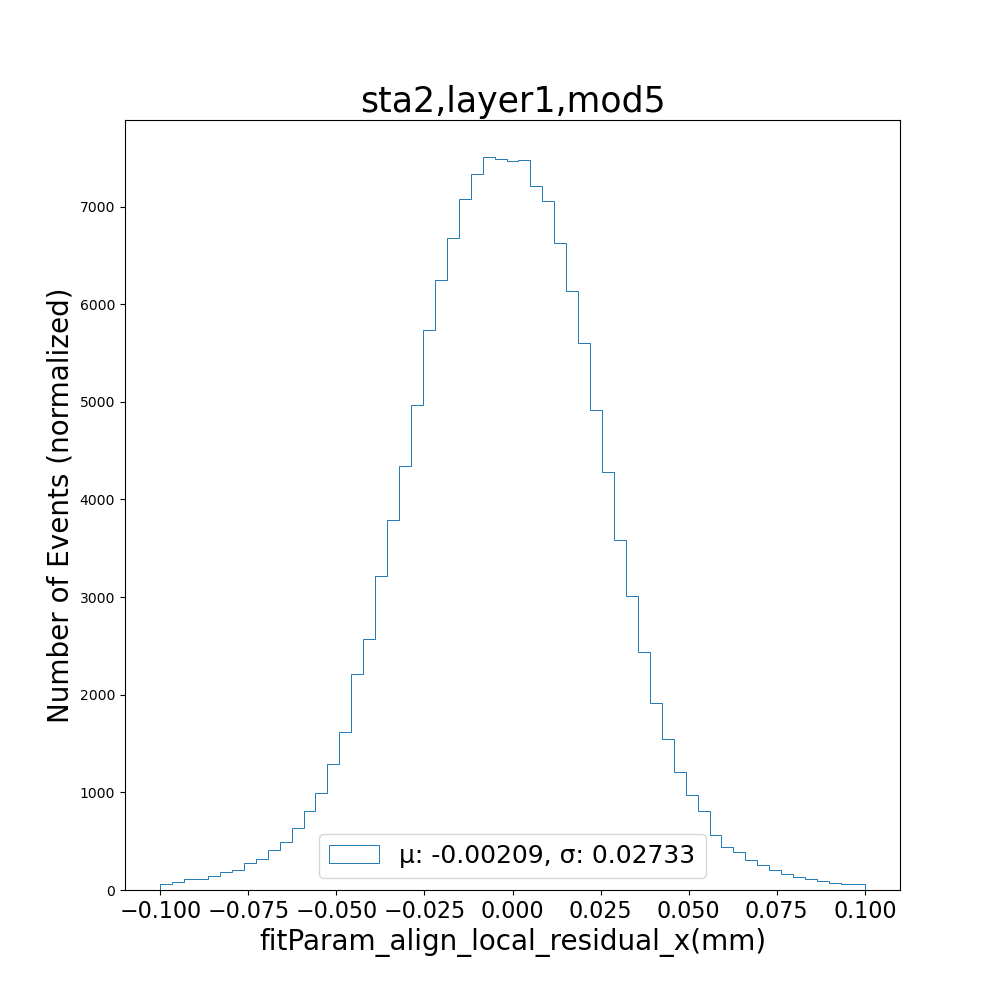 sta2,layer1,mod5
Number of Events (normalized)
7000
6000
5000
4000
3000
2000
1000
0
μ: -0.00209, σ: 0.02733
−0.100 −0.075 −0.050 −0.025 0.000 0.025 0.050 0.075 0.100
fitParam_align_local_residual_x(mm)